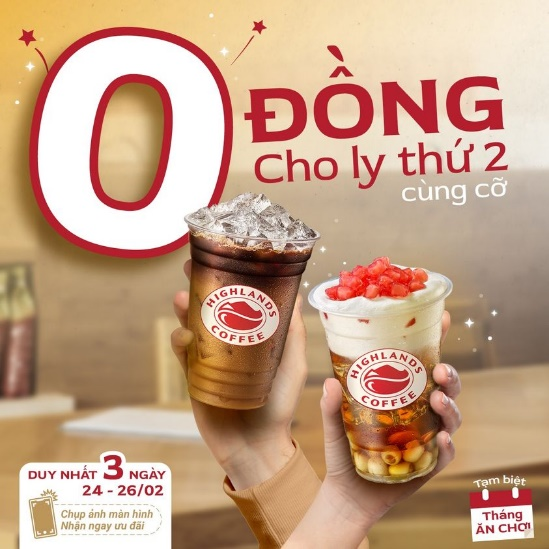 0
ĐỒNG
Cho ly thứ 2
cùng cỡ
HIGHLANDS
COFFEE
HIGHLANDS
COFFEE
DUY NHẤT 3 NGÀY
24 - 26/02
Chụp ảnh màn hình
Nhận ngay ưu đãi
Tạm biệt
Tháng
ĂN CHƠI